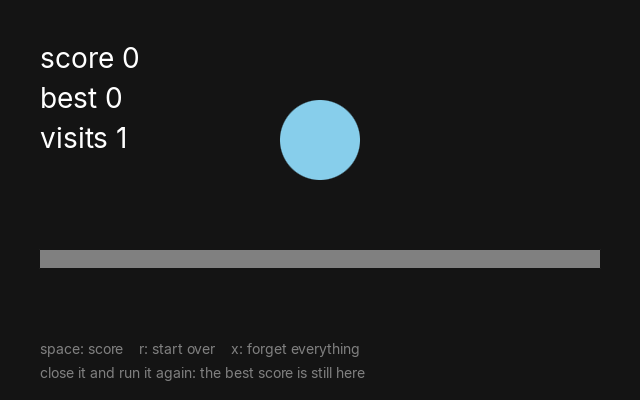 score 0
best 0
visits 1
space: score    r: start over    x: forget everything
close it and run it again: the best score is still here